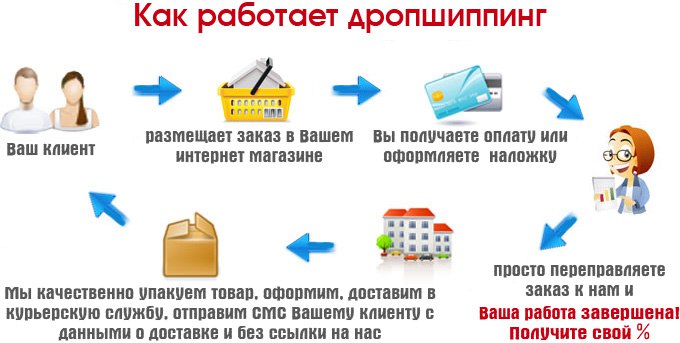 Как работает дропшиппинг
Ваш клиент
размещает заказ в Вашем
интернет магазине
Вы получаете оплату или
оформляете наложку
просто переправляете
заказ к нам и
Ваша работа завершена!
Получите свой %
Мы качественно упакуем товар, оформим, доставим в
курьерскую службу, отправим СМС Вашему клиенту с
данными о доставке и без ссылки на нас